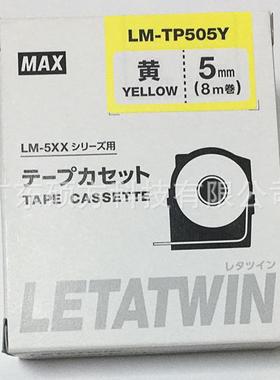 LM-TP505Y
MAX
黄
YELLOW
5mm
(8m巻)
LM-5XXシリーズ用
テープカセット
TAPE CASSETTE
レタツイン
LETATWIN